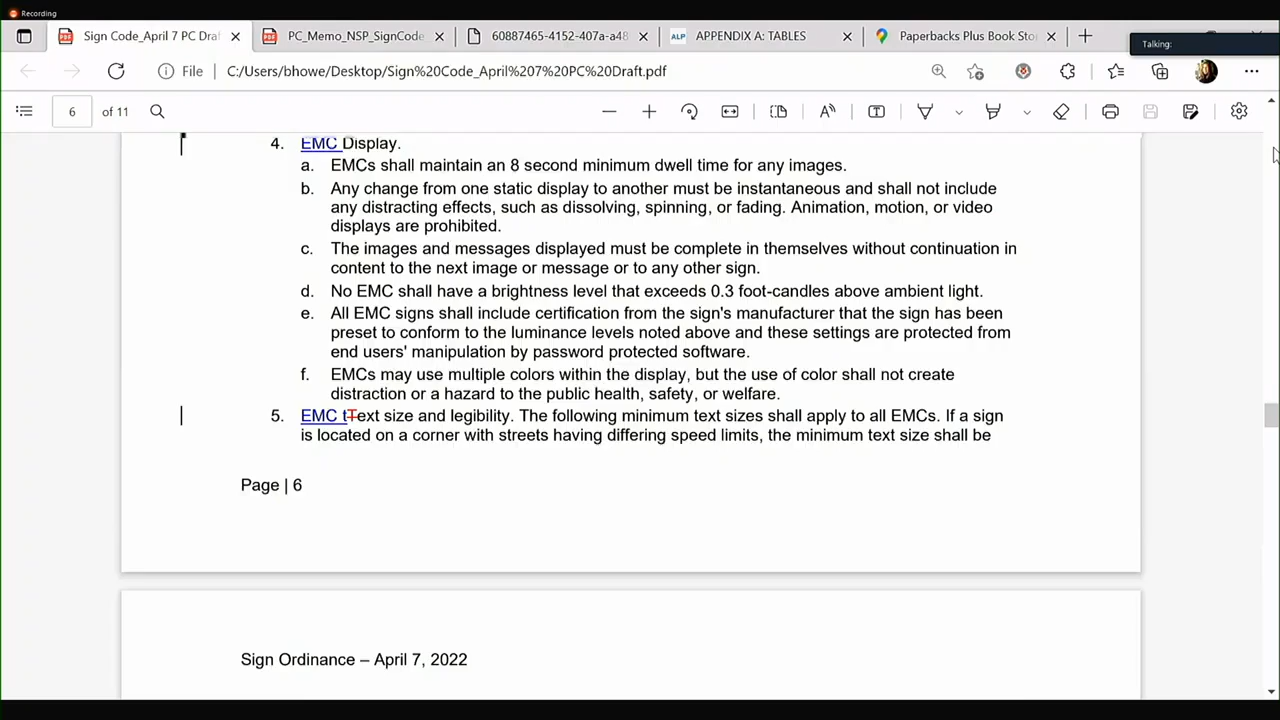 Recording
Sign Code_April 7 PC Draf
PC_Memo_NSP_SignCode
60887465-4152-407a-a48
ALP APPENDIX A: TABLES
Paperbacks Plus Book Sto
Talking:
File
C:/Users/bhowe/Desktop/Sign%20Code_April%207%20PC%20Draft.pdf
6 of 11
4. EMC Display.
a. EMCs shall maintain an 8 second minimum dwell time for any images.
b. Any change from one static display to another must be instantaneous and shall not include
any distracting effects, such as dissolving, spinning, or fading. Animation, motion, or video
displays are prohibited.
c. The images and messages displayed must be complete in themselves without continuation in
content to the next image or message or to any other sign.
d. No EMC shall have a brightness level that exceeds 0.3 foot-candles above ambient light.
e. All EMC signs shall include certification from the sign's manufacturer that the sign has been
preset to conform to the luminance levels noted above and these settings are protected from
end users' manipulation by password protected software.
f. EMCs may use multiple colors within the display, but the use of color shall not create
distraction or a hazard to the public health, safety, or welfare.
5. EMC tText size and legibility. The following minimum text sizes shall apply to all EMCs. If a sign
is located on a corner with streets having differing speed limits, the minimum text size shall be
Page | 6
Sign Ordinance – April 7, 2022